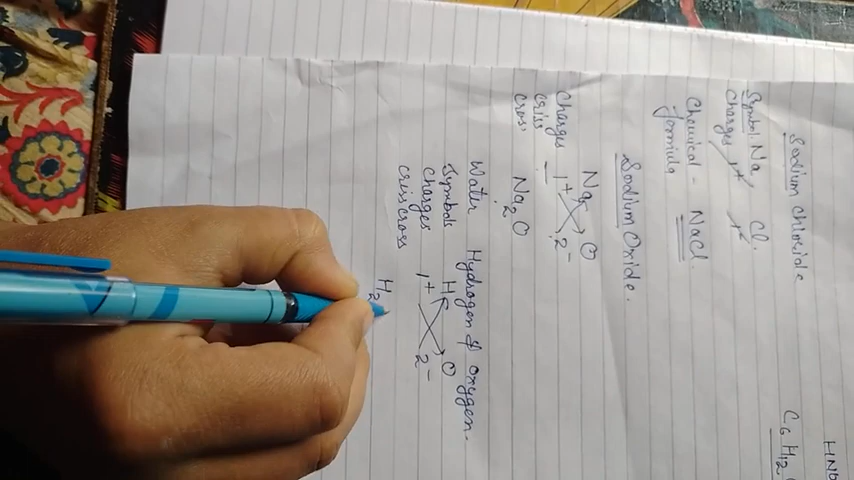 HNO
C6H12
Sodium Chloride
Symbol. Na Cl.
Charges 1+ 1-
Chemical - NaCl.
formula
Sodium Oxide.
Na O
Charges - 1+ 2-
criss
cross. Na2O
Water Hydrogen & Oxygen.
Symbols H O
Charges 1+ 2-
criss cross
H2